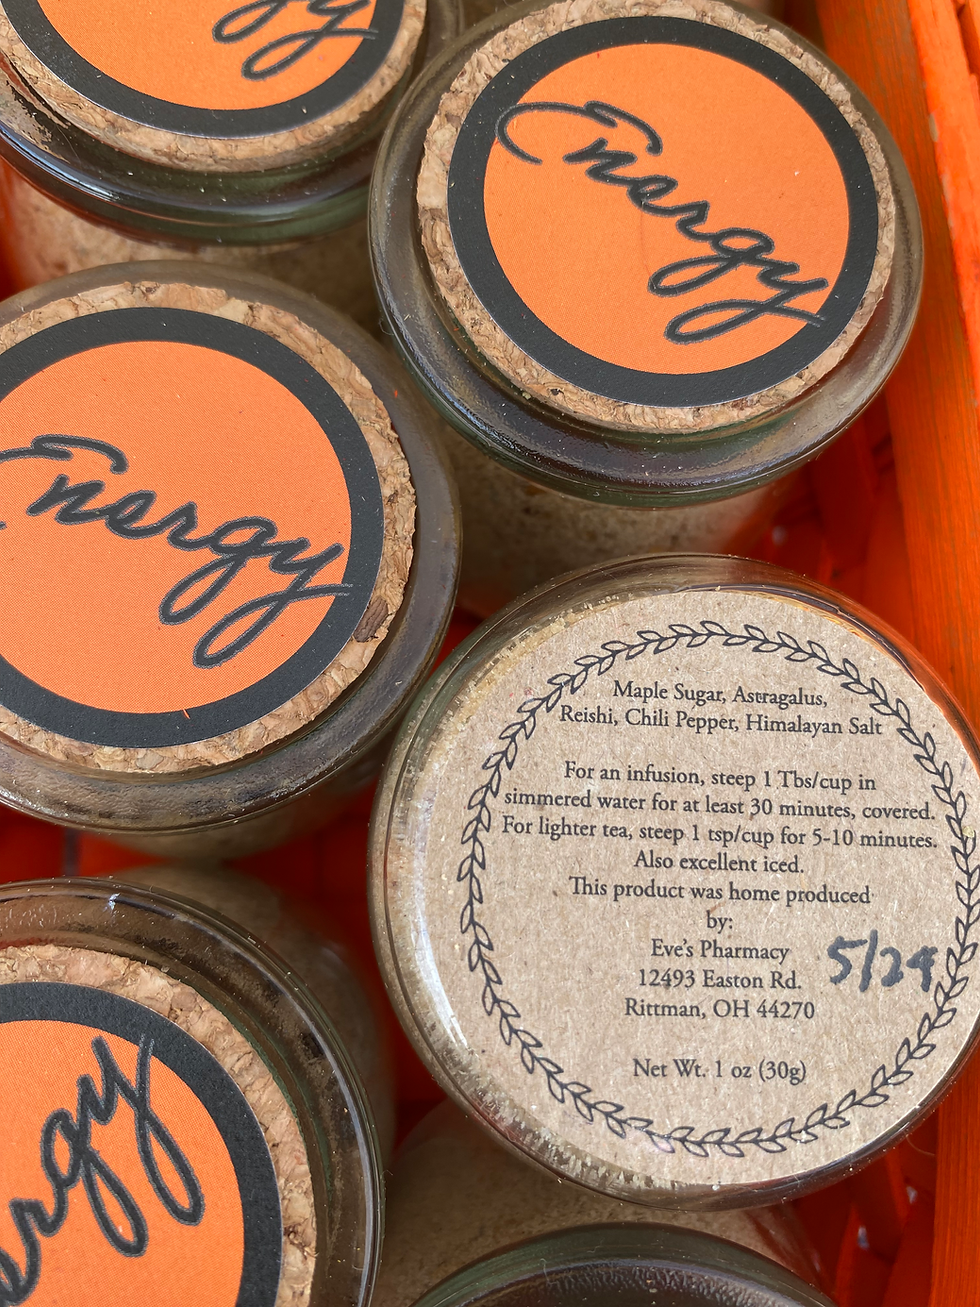 Energy
Energy
Maple Sugar, Astragalus,
Reishi, Chili Pepper, Himalayan Salt
For an infusion, steep 1 Tbs/cup in
simmered water for at least 30 minutes, covered.
For lighter tea, steep 1 tsp/cup for 5-10 minutes.
Also excellent iced.
This product was home produced
by:
Eve's Pharmacy
12493 Easton Rd.
Rittman, OH 44270
5/24
Net Wt. 1 oz (30g)